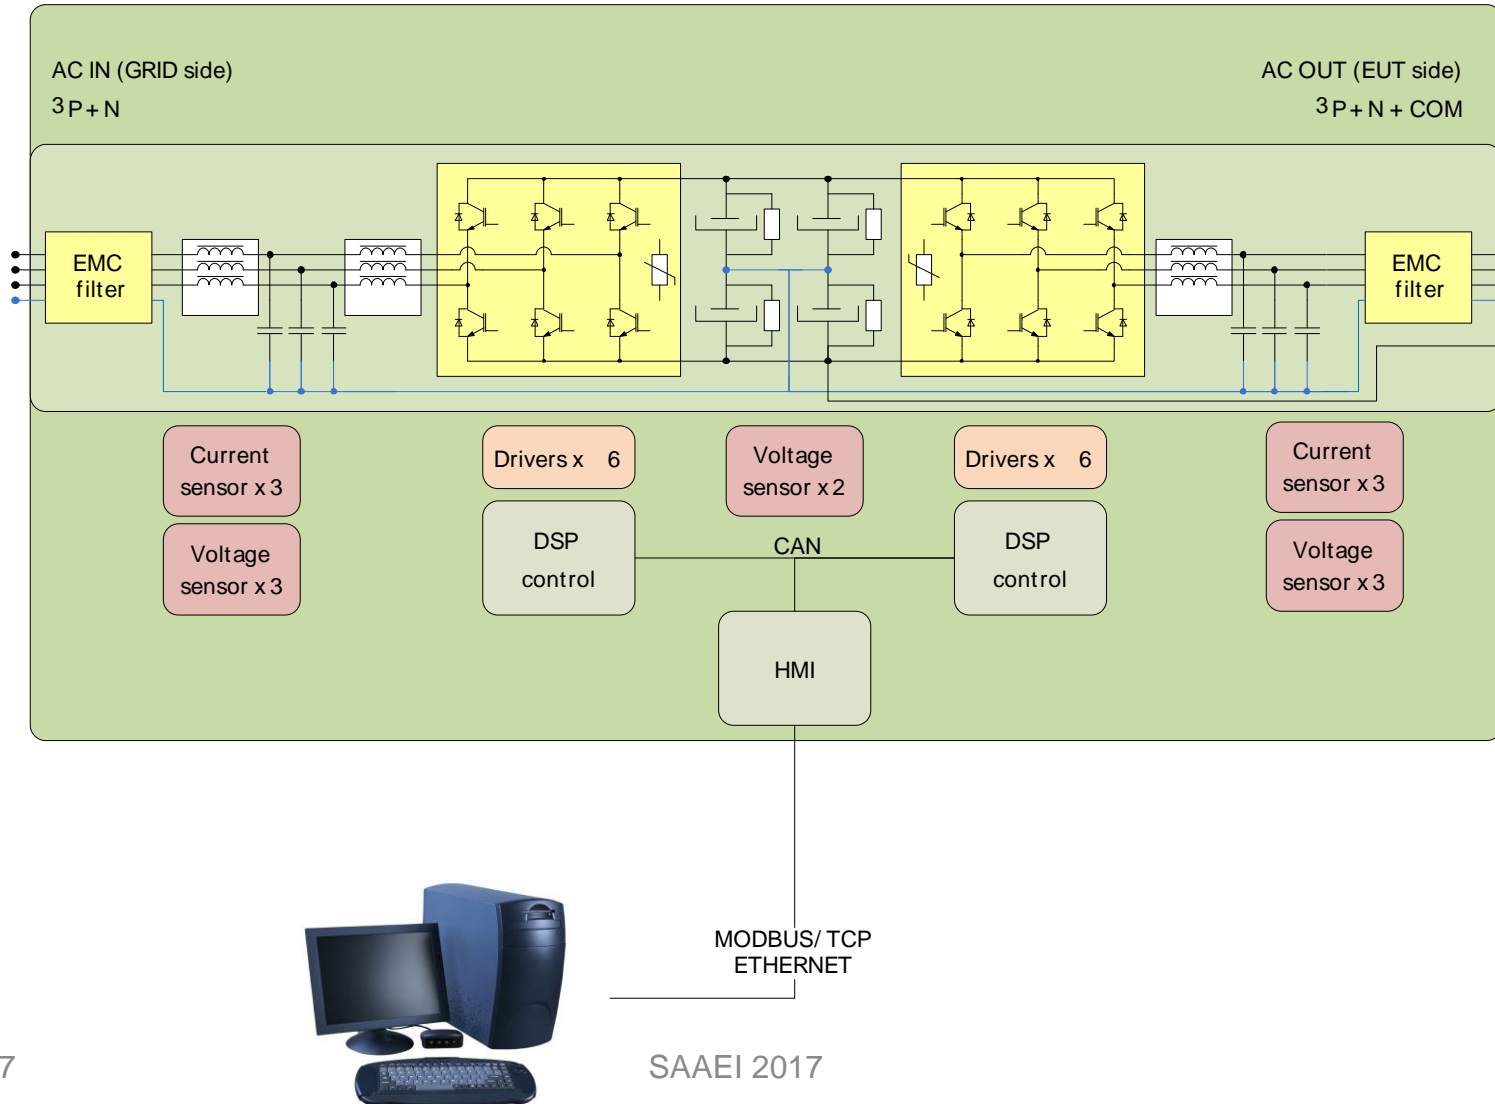 AC IN (GRID side)
3P + N
AC OUT (EUT side)
3P + N + COM
EMC
filter
EMC
filter
Current
sensor x 3
Drivers x 6
Voltage
sensor x 2
Drivers x 6
Current
sensor x 3
Voltage
sensor x 3
DSP
control
CAN
DSP
control
Voltage
sensor x 3
HMI
MODBUS/ TCP
ETHERNET
7
SAAEI 2017